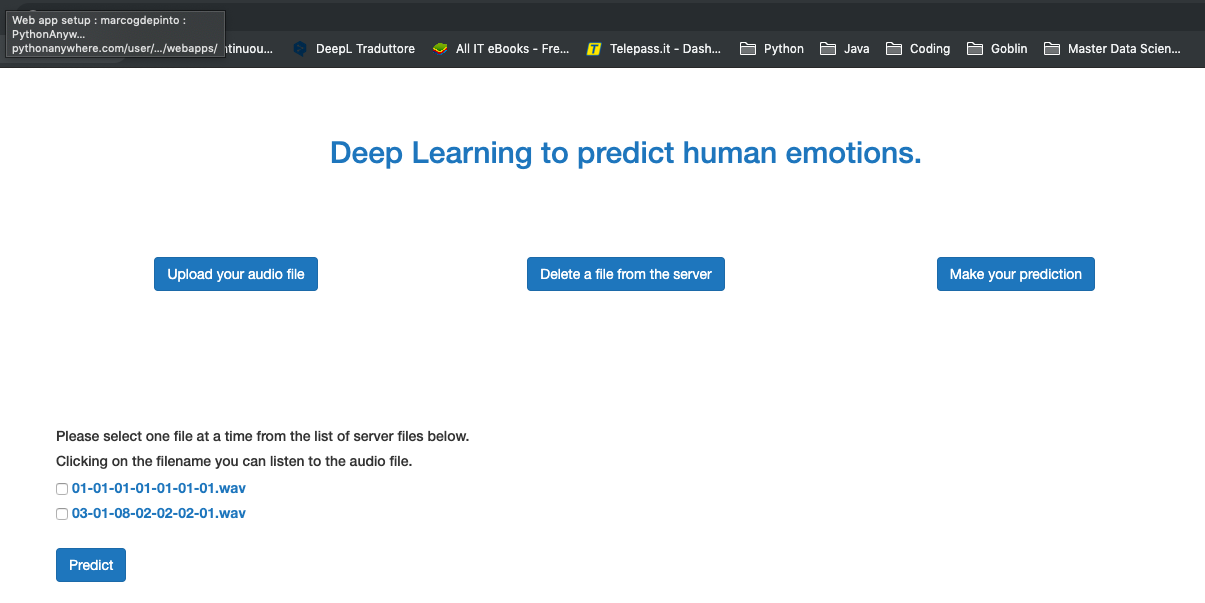 Web app setup : marcogdepinto :
PythonAnyw...
pythonanywhere.com/user/.../webapps/
ntinuou... DeepL Traduttore All IT eBooks - Fre... Telepass.it - Dash... Python Java Coding Goblin Master Data Scien...
Deep Learning to predict human emotions.
Upload your audio file Delete a file from the server Make your prediction
Please select one file at a time from the list of server files below.
Clicking on the filename you can listen to the audio file.
01-01-01-01-01-01-01.wav
03-01-08-02-02-02-01.wav
Predict